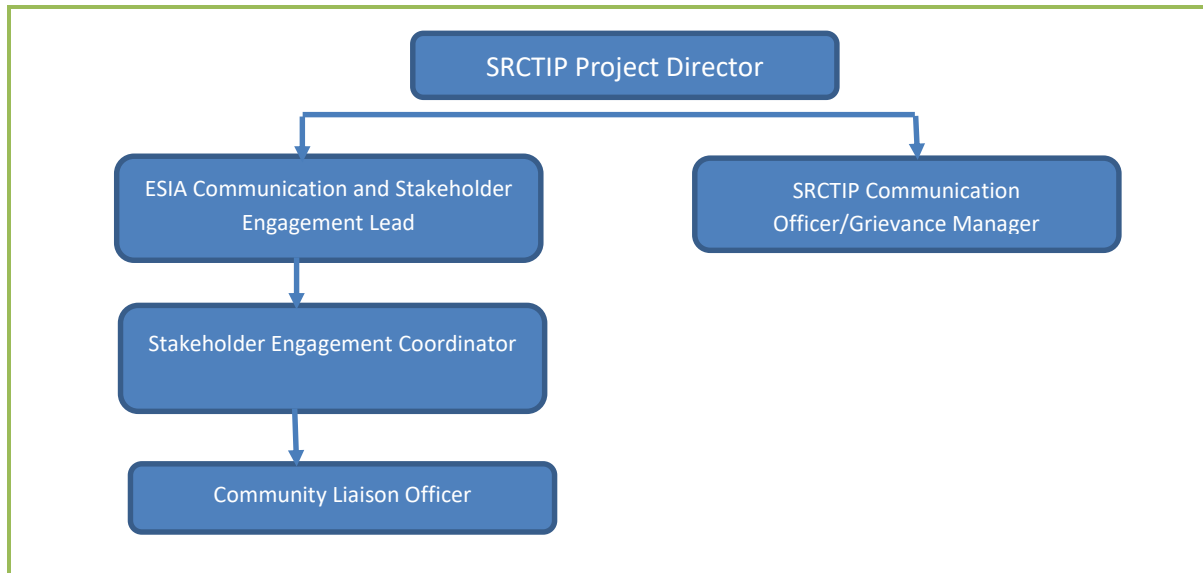 SRCTIP Project Director
ESIA Communication and Stakeholder
Engagement Lead
SRCTIP Communication
Officer/Grievance Manager
Stakeholder Engagement Coordinator
Community Liaison Officer